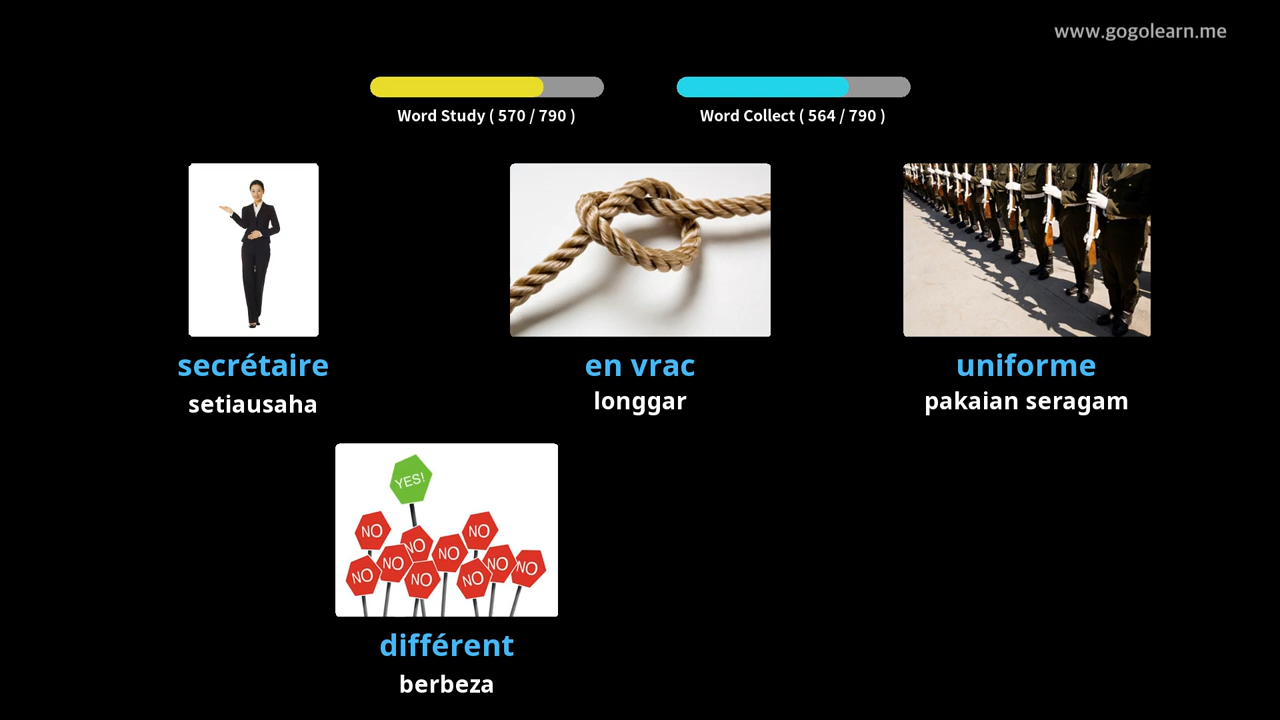 www.gogolearn.me
Word Study ( 570 / 790 )
Word Collect ( 564 / 790 )
secrétaire
setiausaha
en vrac
longgar
uniforme
pakaian seragam
YES!
NO
NO
NO
NO
NO
NO
NO
NO
NO
NO
différent
berbeza